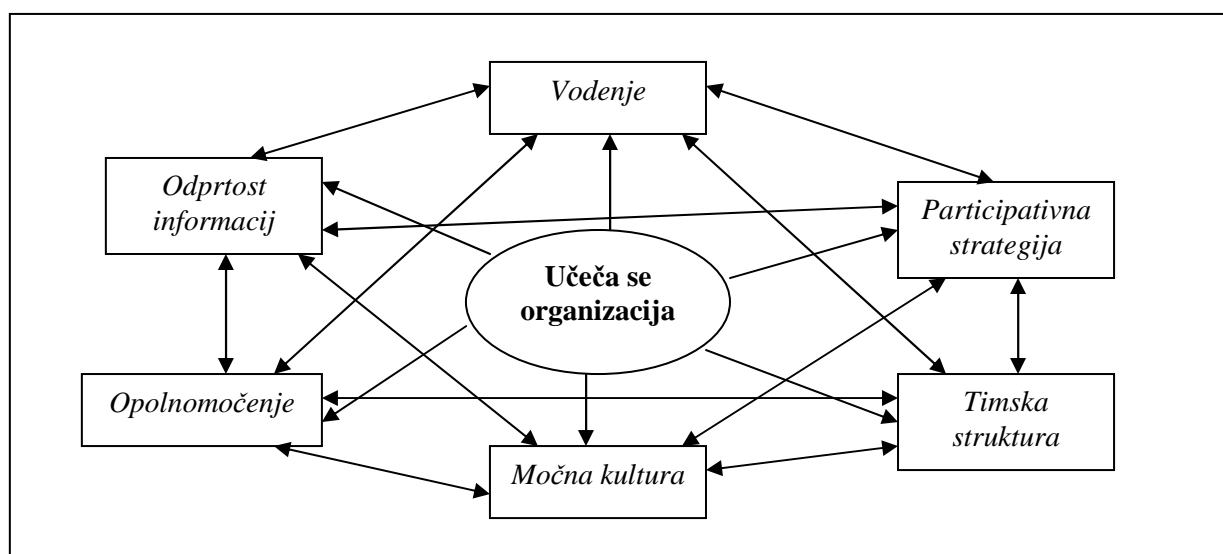 Vodenje
Odprtost
informacij
Participativna
strategija
Učeča se
organizacija
Opolnomočenje
Timska
struktura
Močna kultura